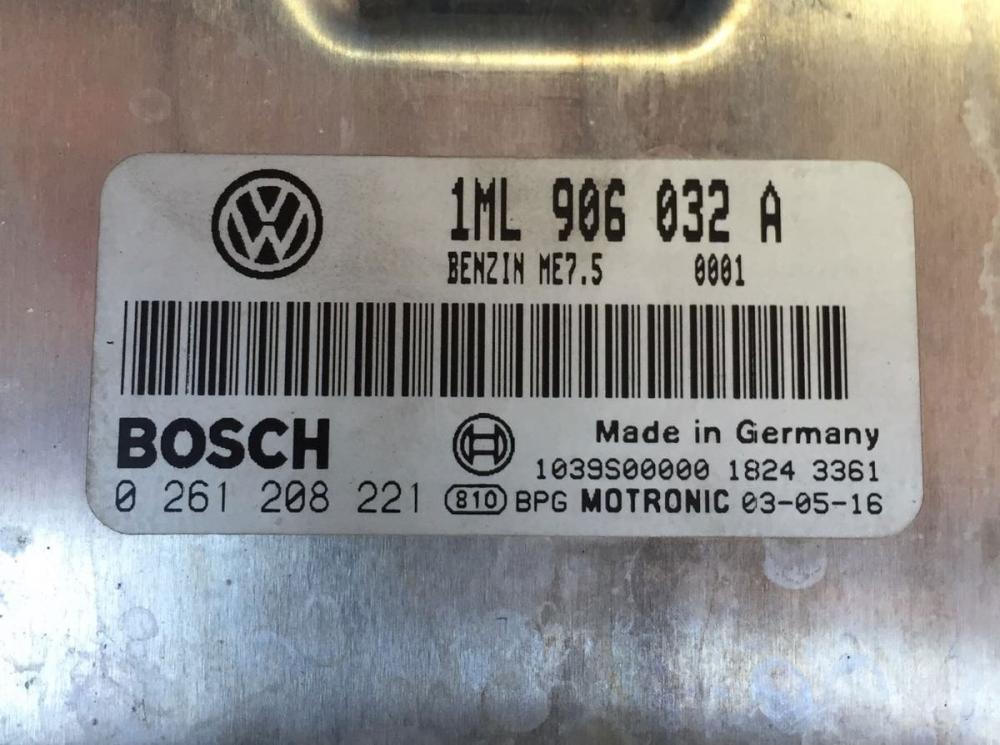 1ML 906 032 A
BENZIN ME7.5 0001
BOSCH
Made in Germany
1039S00000 1824 3361
0 261 208 221 810 BPG MOTRONIC 03-05-16